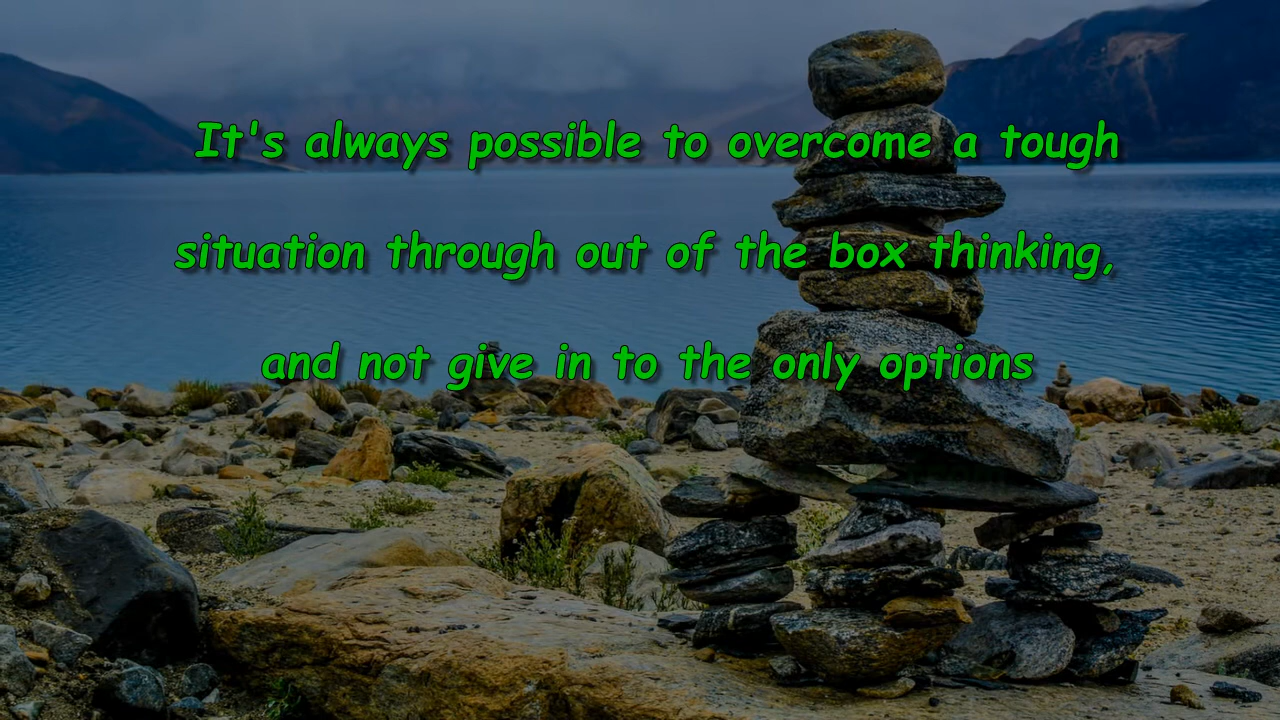 It's always possible to overcome a tough
situation through out of the box thinking,
and not give in to the only options